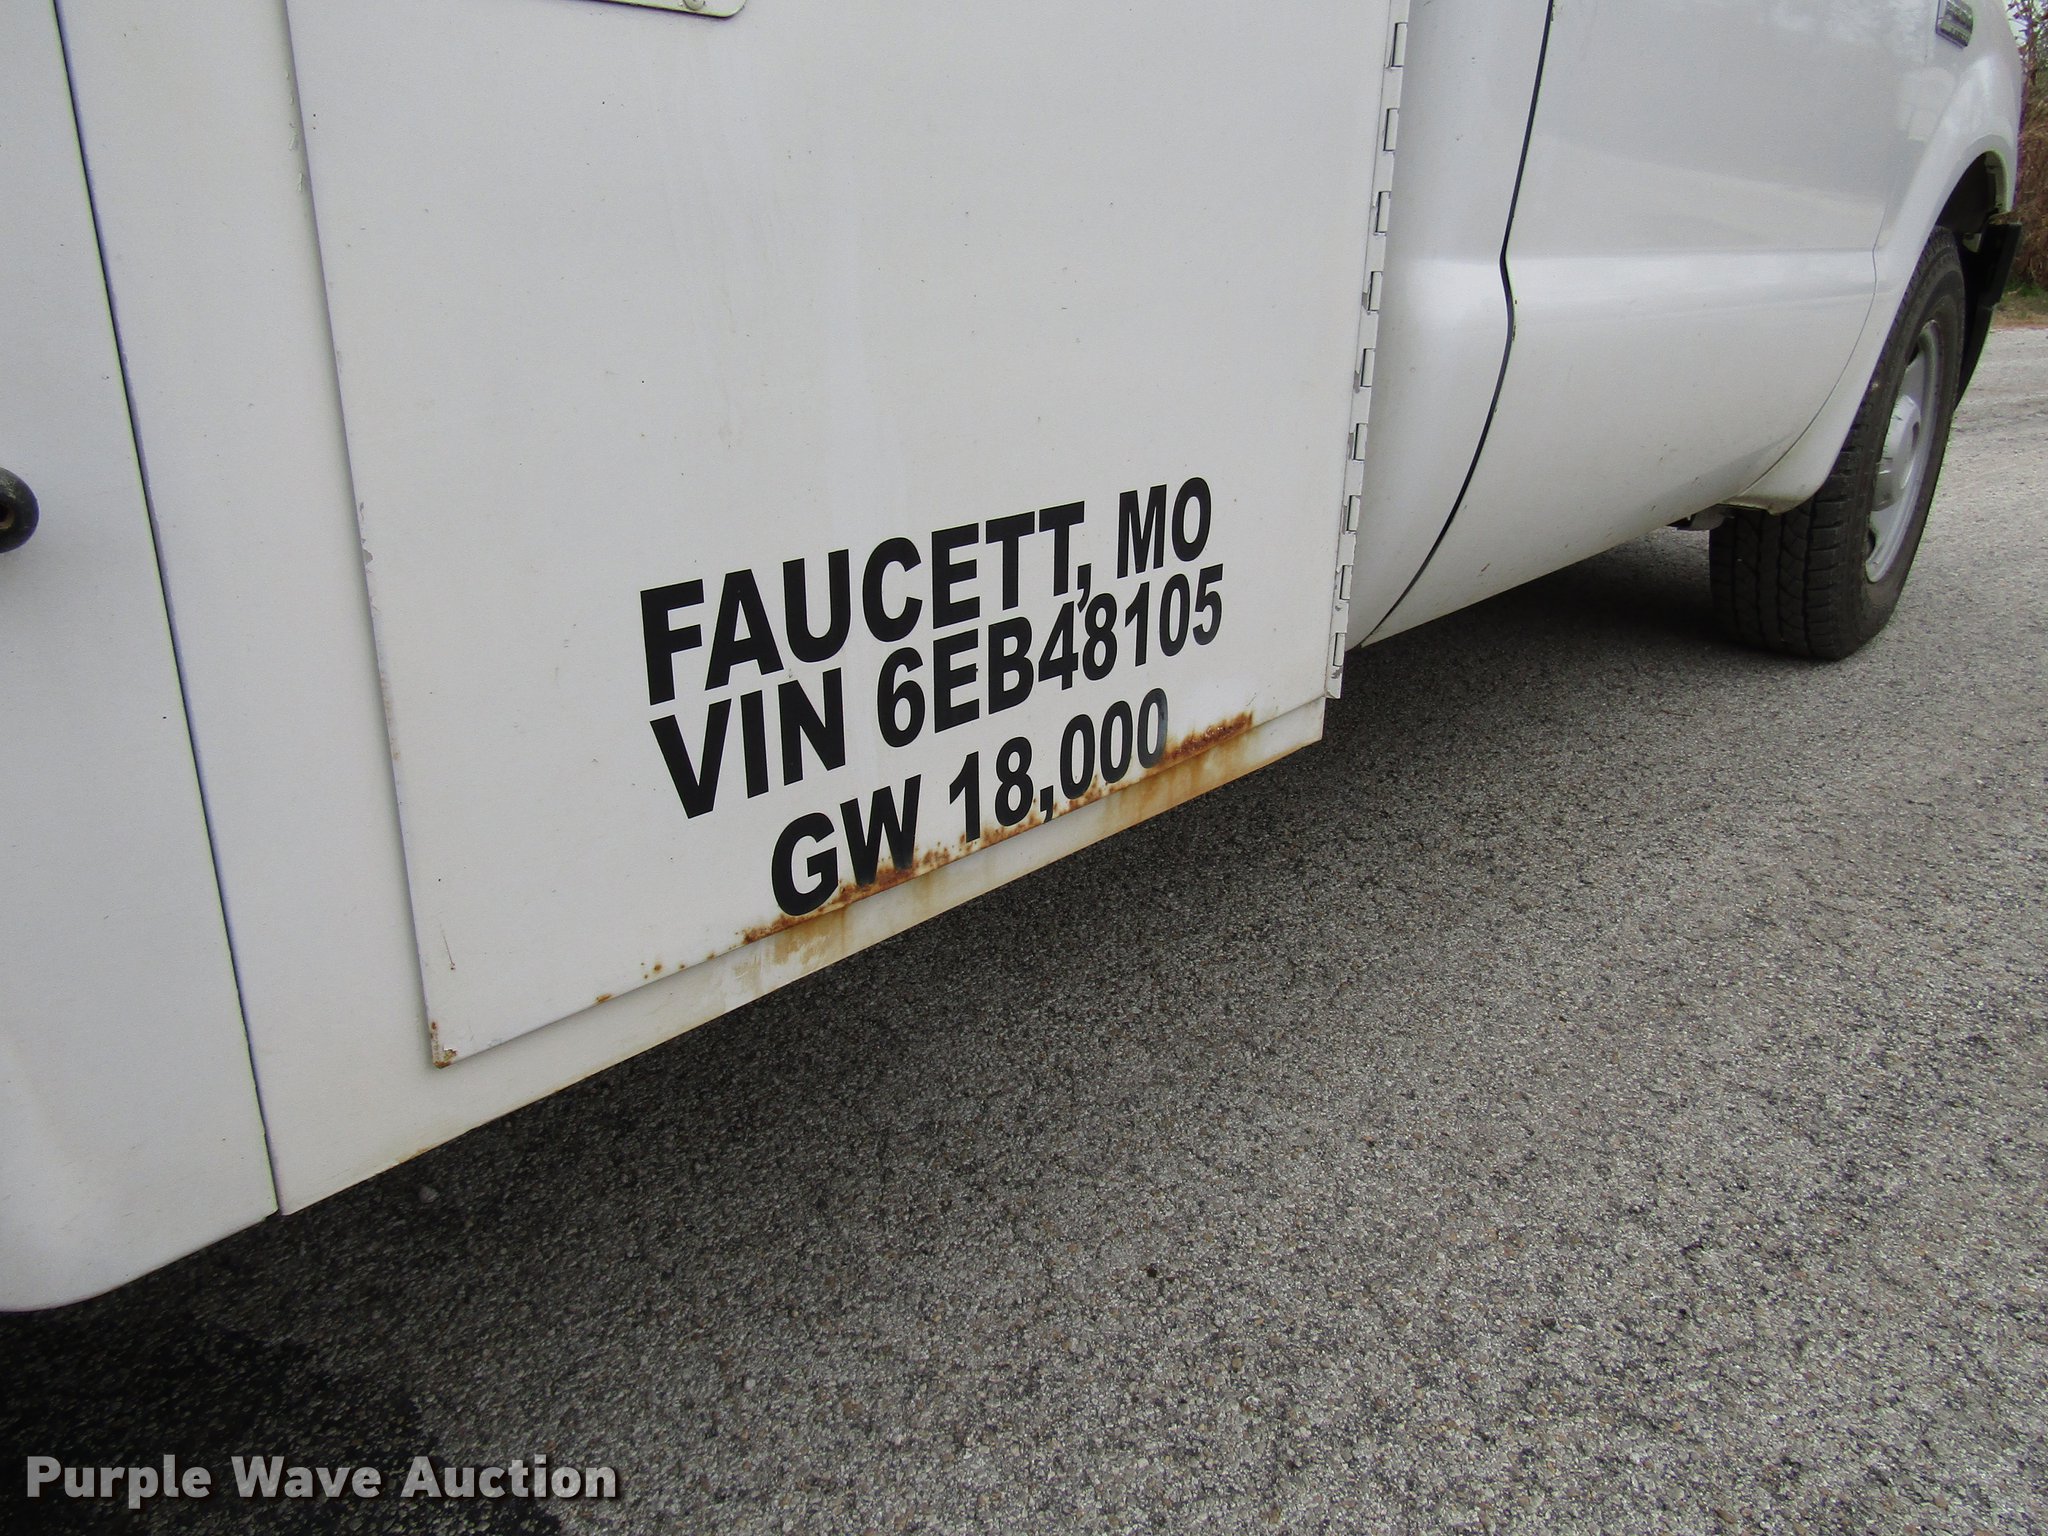 FAUCETT, MO
VIN 6EB48105
GW 18,000
Purple Wave Auction